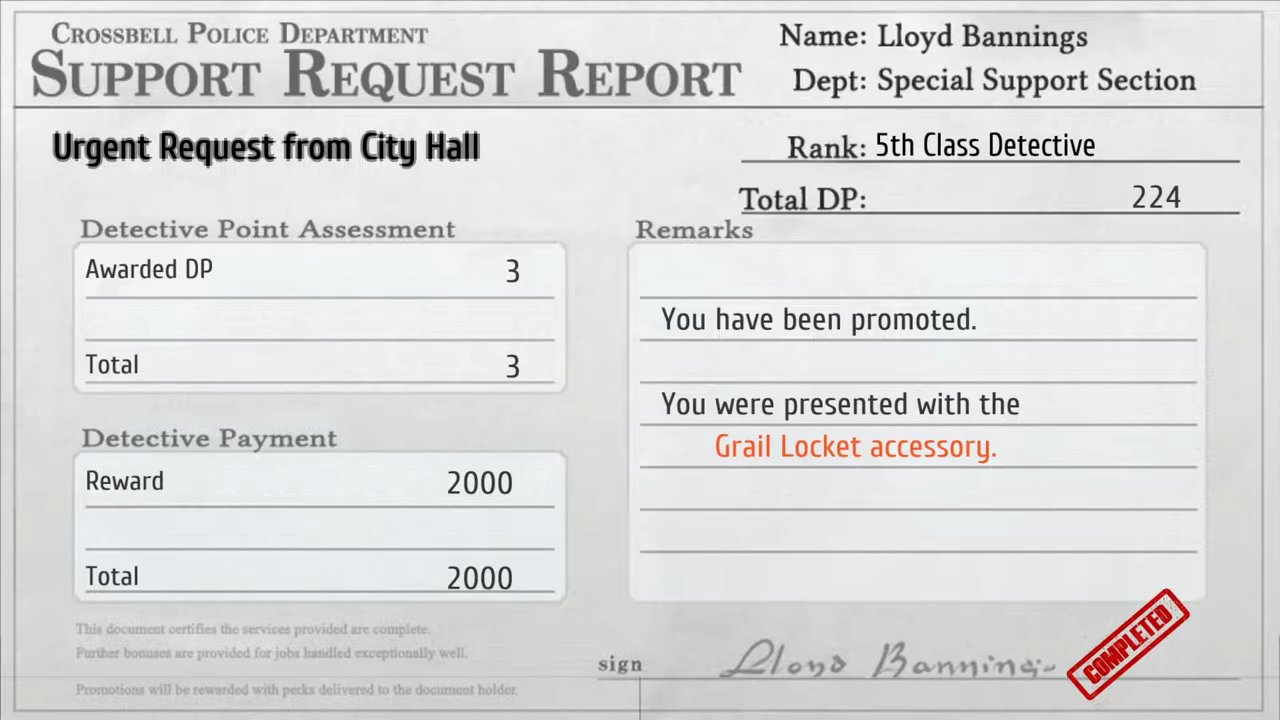 CROSSBELL POLICE DEPARTMENT
SUPPORT REQUEST REPORT
Name: Lloyd Bannings
Dept: Special Support Section
Urgent Request from City Hall
Rank: 5th Class Detective
Total DP: 224
Detective Point Assessment
Awarded DP 3
Total 3
Detective Payment
Reward 2000
Total 2000
Remarks
You have been promoted.
You were presented with the
Grail Locket accessory.
This document certifies the services provided are complete.
Further bonuses are provided for jobs handled exceptionally well.
Promotions will be rewarded with perks delivered to the document holder.
sign Lloyd Bannings
COMPLETED